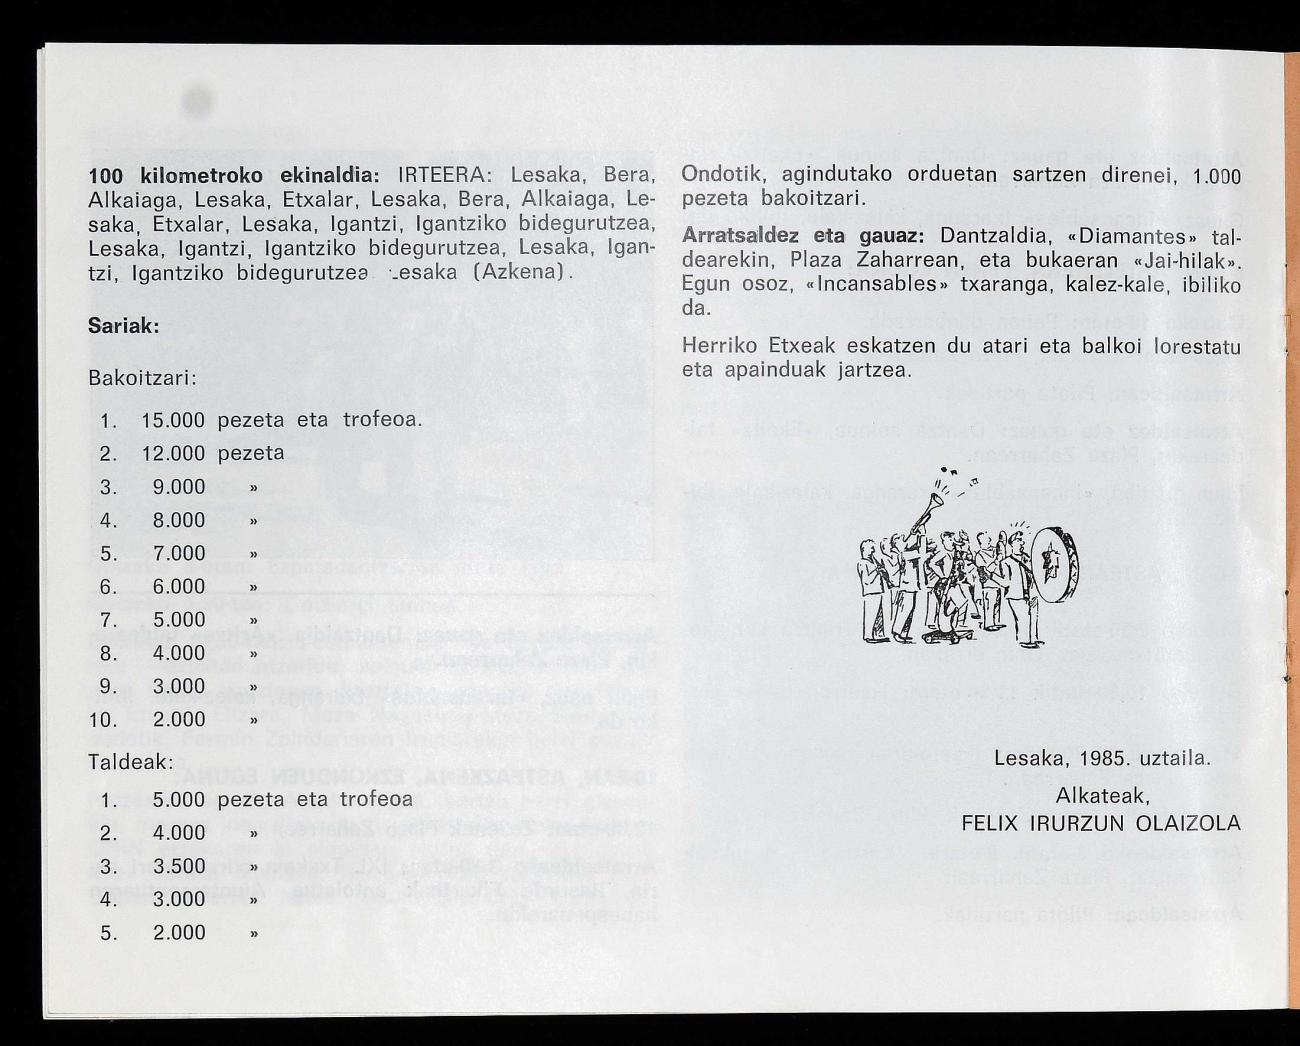 100 kilometroko ekinaldia: IRTEERA: Lesaka, Bera,
Alkaiaga, Lesaka, Etxalar, Lesaka, Bera, Alkaiaga, Le-
saka, Etxalar, Lesaka, Igantzi, Igantziko bidegurutzea,
Lesaka, Igantzi, Igantziko bidegurutzea, Lesaka, Igan-
tzi, Igantziko bidegurutzea Lesaka (Azkena).
Sariak:
Bakoitzari:
1. 15.000 pezeta eta trofeoa.
2. 12.000 pezeta
3. 9.000 »
4. 8.000 »
5. 7.000 »
6. 6.000 »
7. 5.000 »
8. 4.000 »
9. 3.000 »
10. 2.000 »
Taldeak:
1. 5.000 pezeta eta trofeoa
2. 4.000 »
3. 3.500 »
4. 3.000 »
5. 2.000 »
Ondotik, agindutako orduetan sartzen direnei, 1.000
pezeta bakoitzari.
Arratsaldez eta gauaz: Dantzaldia, «Diamantes» tal-
dearekin, Plaza Zaharrean, eta bukaeran «Jai-hilak».
Egun osoz, «Incansables» txaranga, kalez-kale, ibiliko
da.
Herriko Etxeak eskatzen du atari eta balkoi lorestatu
eta apainduak jartzea.
Lesaka, 1985. uztaila.
Alkateak,
FELIX IRURZUN OLAIZOLA